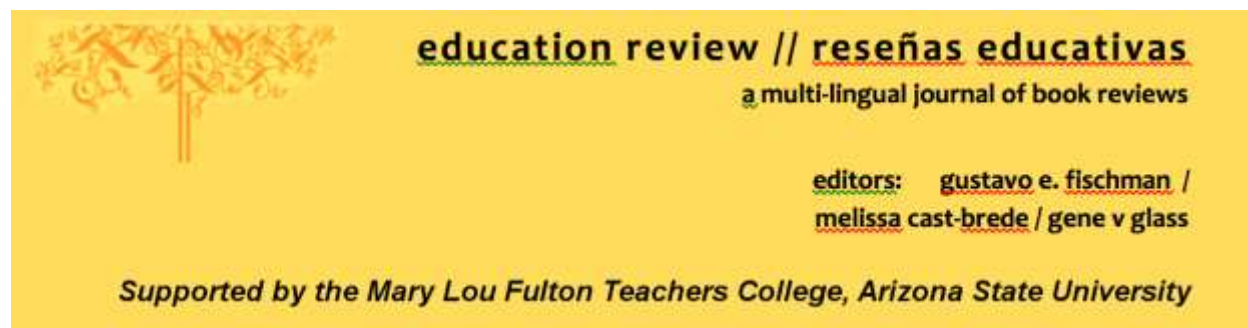 education review // reseñas educativas
a multi-lingual journal of book reviews
editors: gustavo e. fischman /
melissa cast-brede / gene v glass
Supported by the Mary Lou Fulton Teachers College, Arizona State University